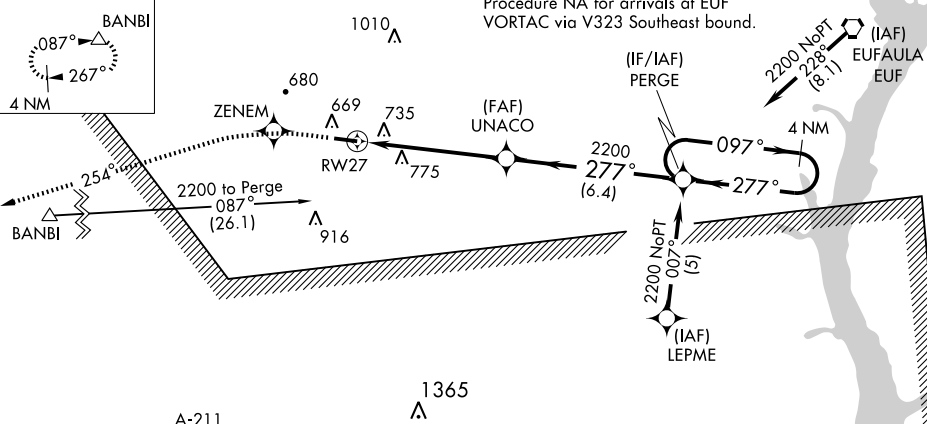 Procedure NA for arrivals at EUF
VORTAC via V323 Southeast bound.
BANBI
087°
267°
4 NM
1010
680
ZENEM
669
735
RW27
775
(FAF)
UNACO
(IF/IAF)
PERGE
2200 NoPT
228°
(8.1)
(IAF)
EUFAULA
EUF
4 NM
097°
277°
2200
277°
(6.4)
254°
2200 to Perge
087°
(26.1)
BANBI
916
2200 NoPT
007°
(5)
(IAF)
LEPME
1365
A-211